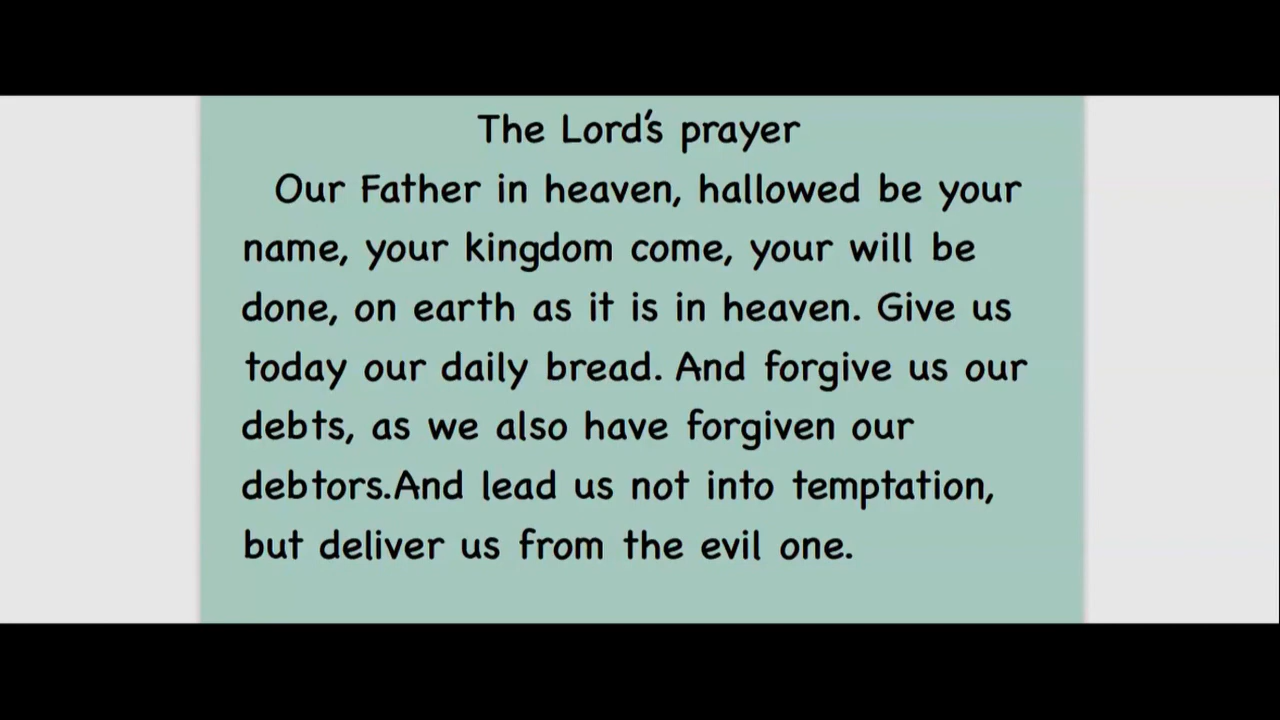 The Lord's prayer
Our Father in heaven, hallowed be your
name, your kingdom come, your will be
done, on earth as it is in heaven. Give us
today our daily bread. And forgive us our
debts, as we also have forgiven our
debtors.And lead us not into temptation,
but deliver us from the evil one.